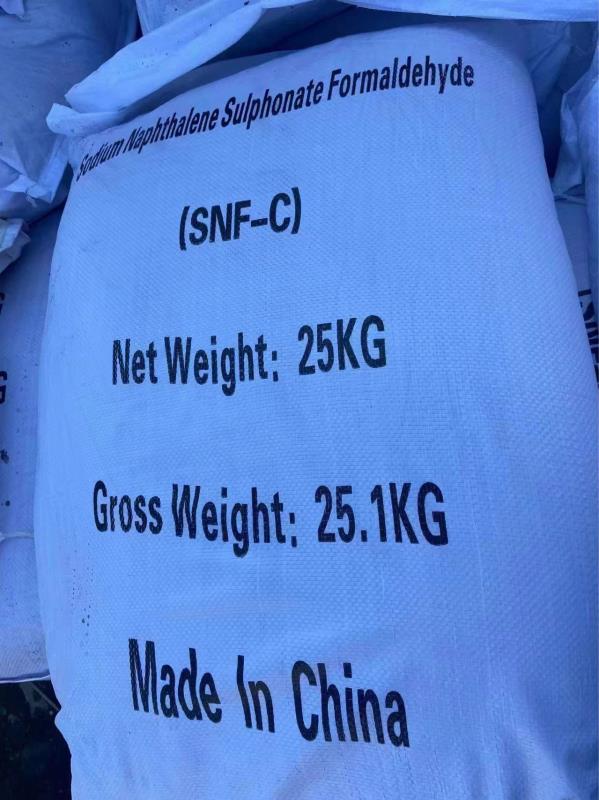 Sodium Naphthalene Sulphonate Formaldehyde
(SNF-C)
Net Weight: 25KG
Gross Weight: 25.1KG
Made In China